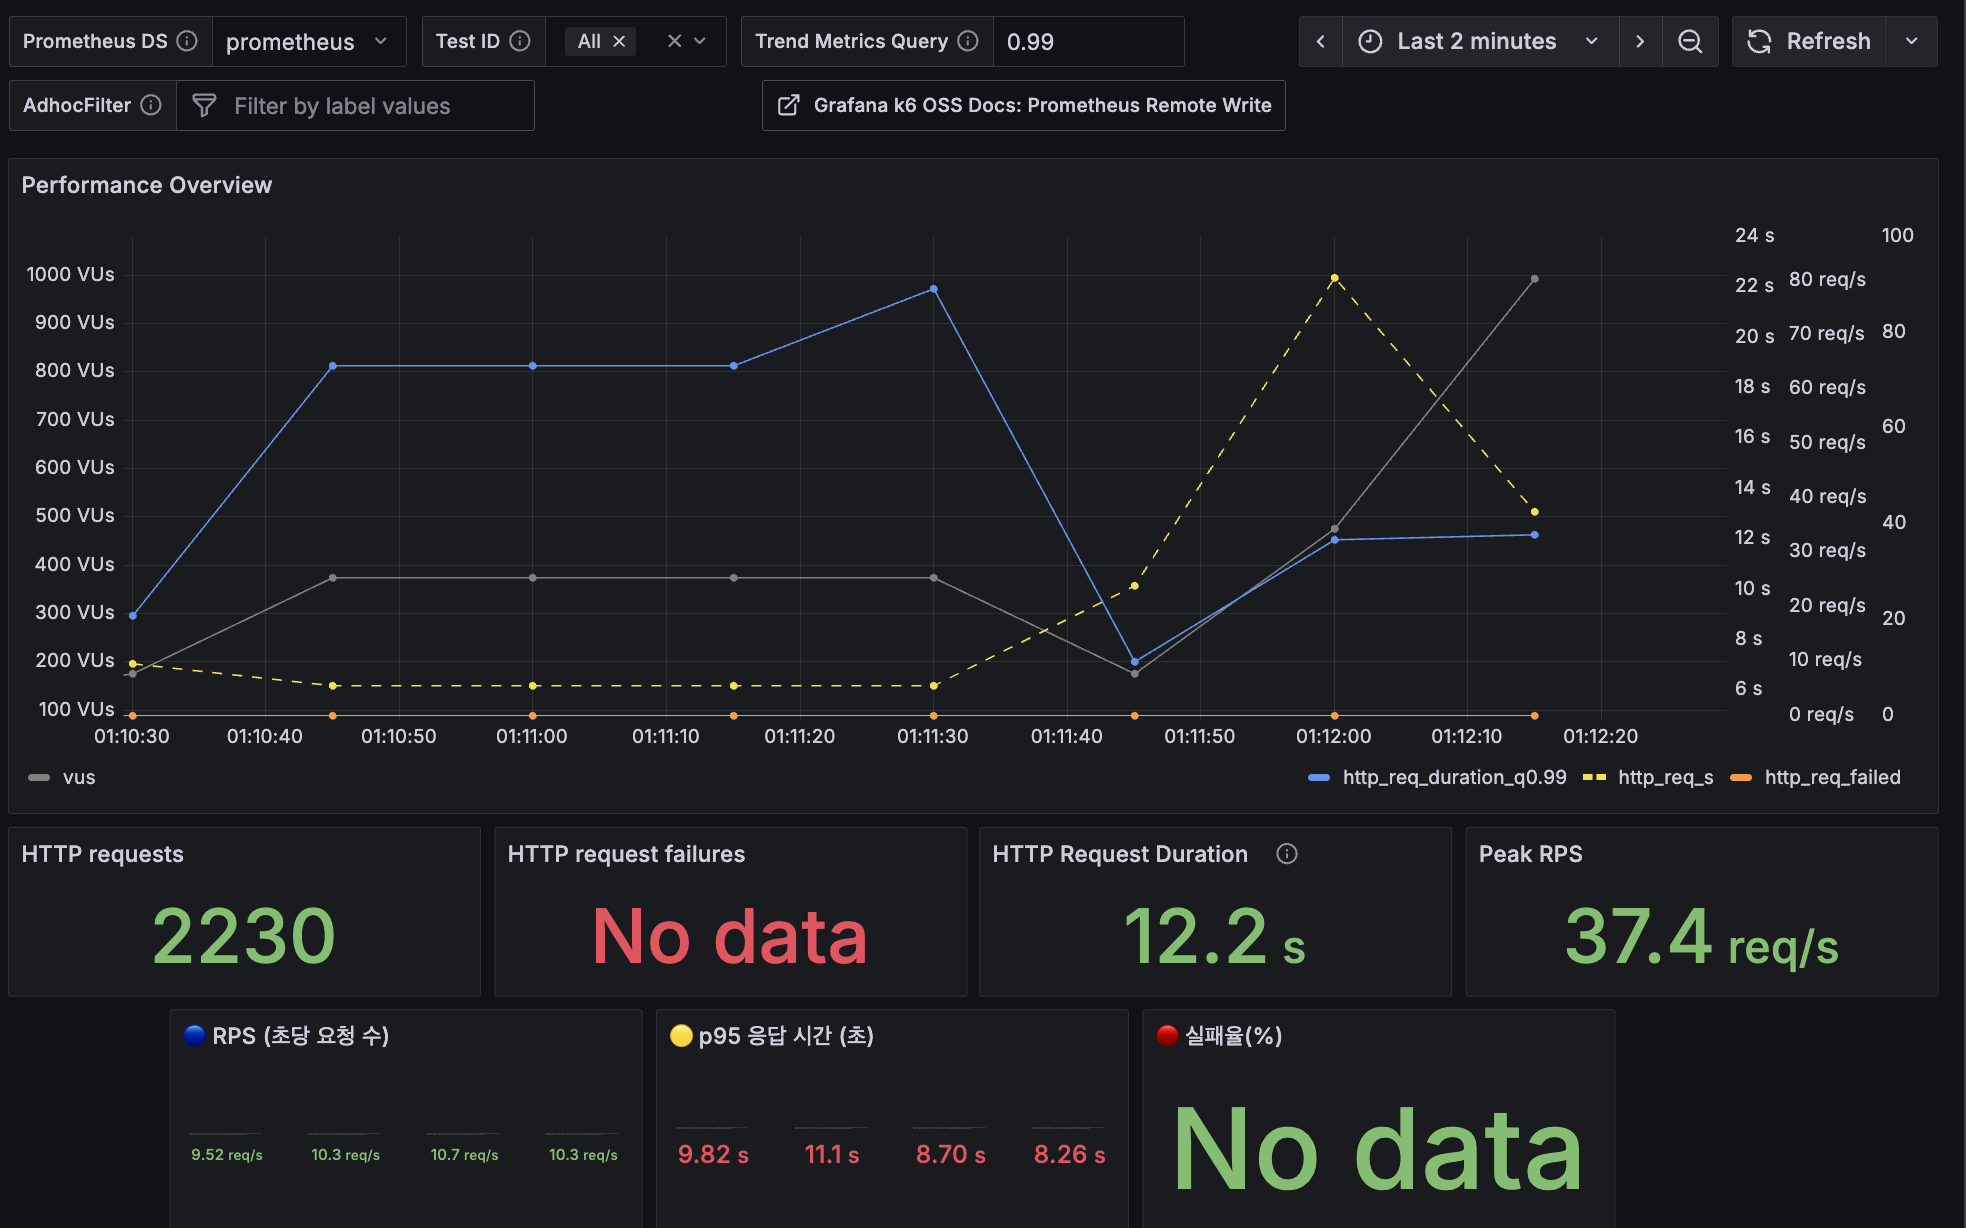 Prometheus DS prometheus Test ID All Trend Metrics Query 0.99 Last 2 minutes Refresh
AdhocFilter Filter by label values Grafana k6 OSS Docs: Prometheus Remote Write
Performance Overview
1000 VUs
900 VUs
800 VUs
700 VUs
600 VUs
500 VUs
400 VUs
300 VUs
200 VUs
100 VUs
24 s
22 s
20 s
18 s
16 s
14 s
12 s
10 s
8 s
6 s
80 req/s
70 req/s
60 req/s
50 req/s
40 req/s
30 req/s
20 req/s
10 req/s
0 req/s
100
80
60
40
20
0
01:10:30 01:10:40 01:10:50 01:11:00 01:11:10 01:11:20 01:11:30 01:11:40 01:11:50 01:12:00 01:12:10 01:12:20
vus http_req_duration_q0.99 http_req_s http_req_failed
HTTP requests
2230
HTTP request failures
No data
HTTP Request Duration
12.2 s
Peak RPS
37.4 req/s
RPS (초당 요청 수)
9.52 req/s 10.3 req/s 10.7 req/s 10.3 req/s
p95 응답 시간 (초)
9.82 s 11.1 s 8.70 s 8.26 s
실패율(%)
No data